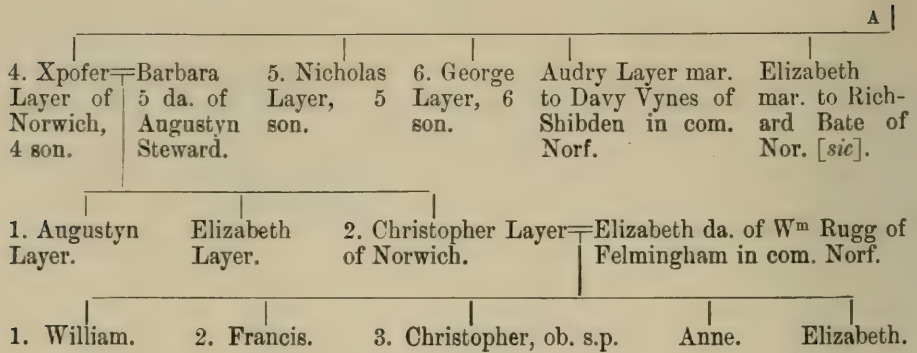 A
4. Xpofer=Barbara 5. Nicholas 6. George Audry Layer mar. Elizabeth
Layer of 5 da. of Layer, 5 Layer, 6 to Davy Vynes of mar. to Rich-
Norwich, Augustyn son. son. Shibden in com. ard Bate of
4 son. Steward. Norf. Nor. [sic].
1. Augustyn Elizabeth 2. Christopher Layer=Elizabeth da. of Wm Rugg of
Layer. Layer. of Norwich. Felmingham in com. Norf.
1. William. 2. Francis. 3. Christopher, ob. s.p. Anne. Elizabeth.